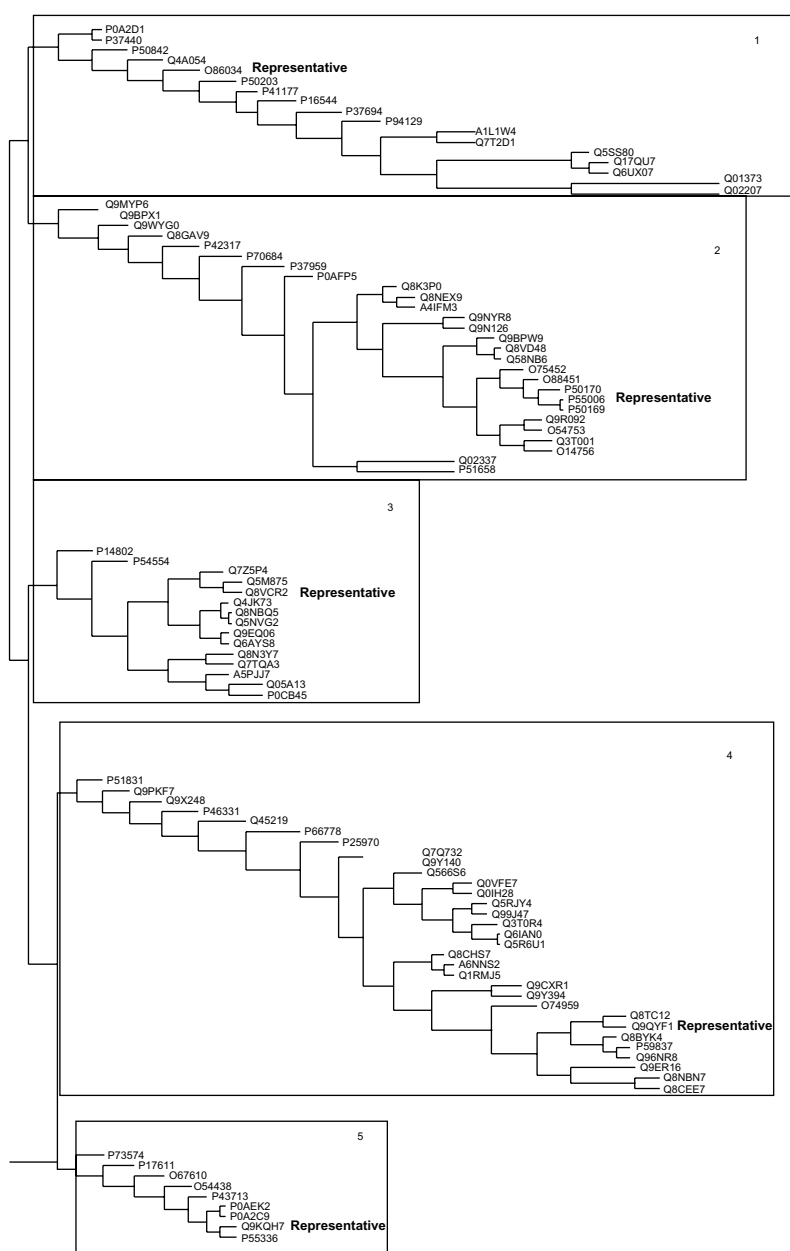 1
P0A2D1
P37440
P50842
Q4A054
O86034
Representative
P50203
P41177
P16544
P37694
P94129
A1L1W4
Q7T2D1
Q5SS80
Q17QU7
Q6UX07
Q01373
Q02207
2
Q9MYP6
Q9BPX1
Q9WYG0
Q8GAV9
P42317
P70684
P37959
P0AFP5
Q8K3P0
Q8NEX9
A4IFM3
Q9NYR8
Q9N126
Q9BPW9
Q8VD48
Q58NB6
O75452
O88451
P50170
P55006
Representative
P50169
Q9R092
O54753
Q3T001
O14756
Q02337
P51658
3
P14802
P54554
Q7Z5P4
Q5M875
Q8VCR2
Representative
Q4JK73
Q8NBQ5
Q5NVG2
Q9EQ06
Q6AYS8
Q8N3Y7
Q7TQA3
A5PJJ7
Q05A13
P0CB45
4
P51831
Q9PKF7
Q9X248
P46331
Q45219
P66778
P25970
Q7Q732
Q9Y140
Q566S6
Q0VFE7
Q0IH28
Q5RJY4
Q99J47
Q3T0R4
Q6IAN0
Q5R6U1
Q8CHS7
A6NNS2
Q1RMJ5
Q9CXR1
Q9Y394
O74959
Q8TC12
Q9QYF1 Representative
Q8BYK4
P59837
Q96NR8
Q9ER16
Q8NBN7
Q8CEE7
5
P73574
P17611
O67610
O54438
P43713
P0AEK2
P0A2C9
Q9KQH7 Representative
P55336